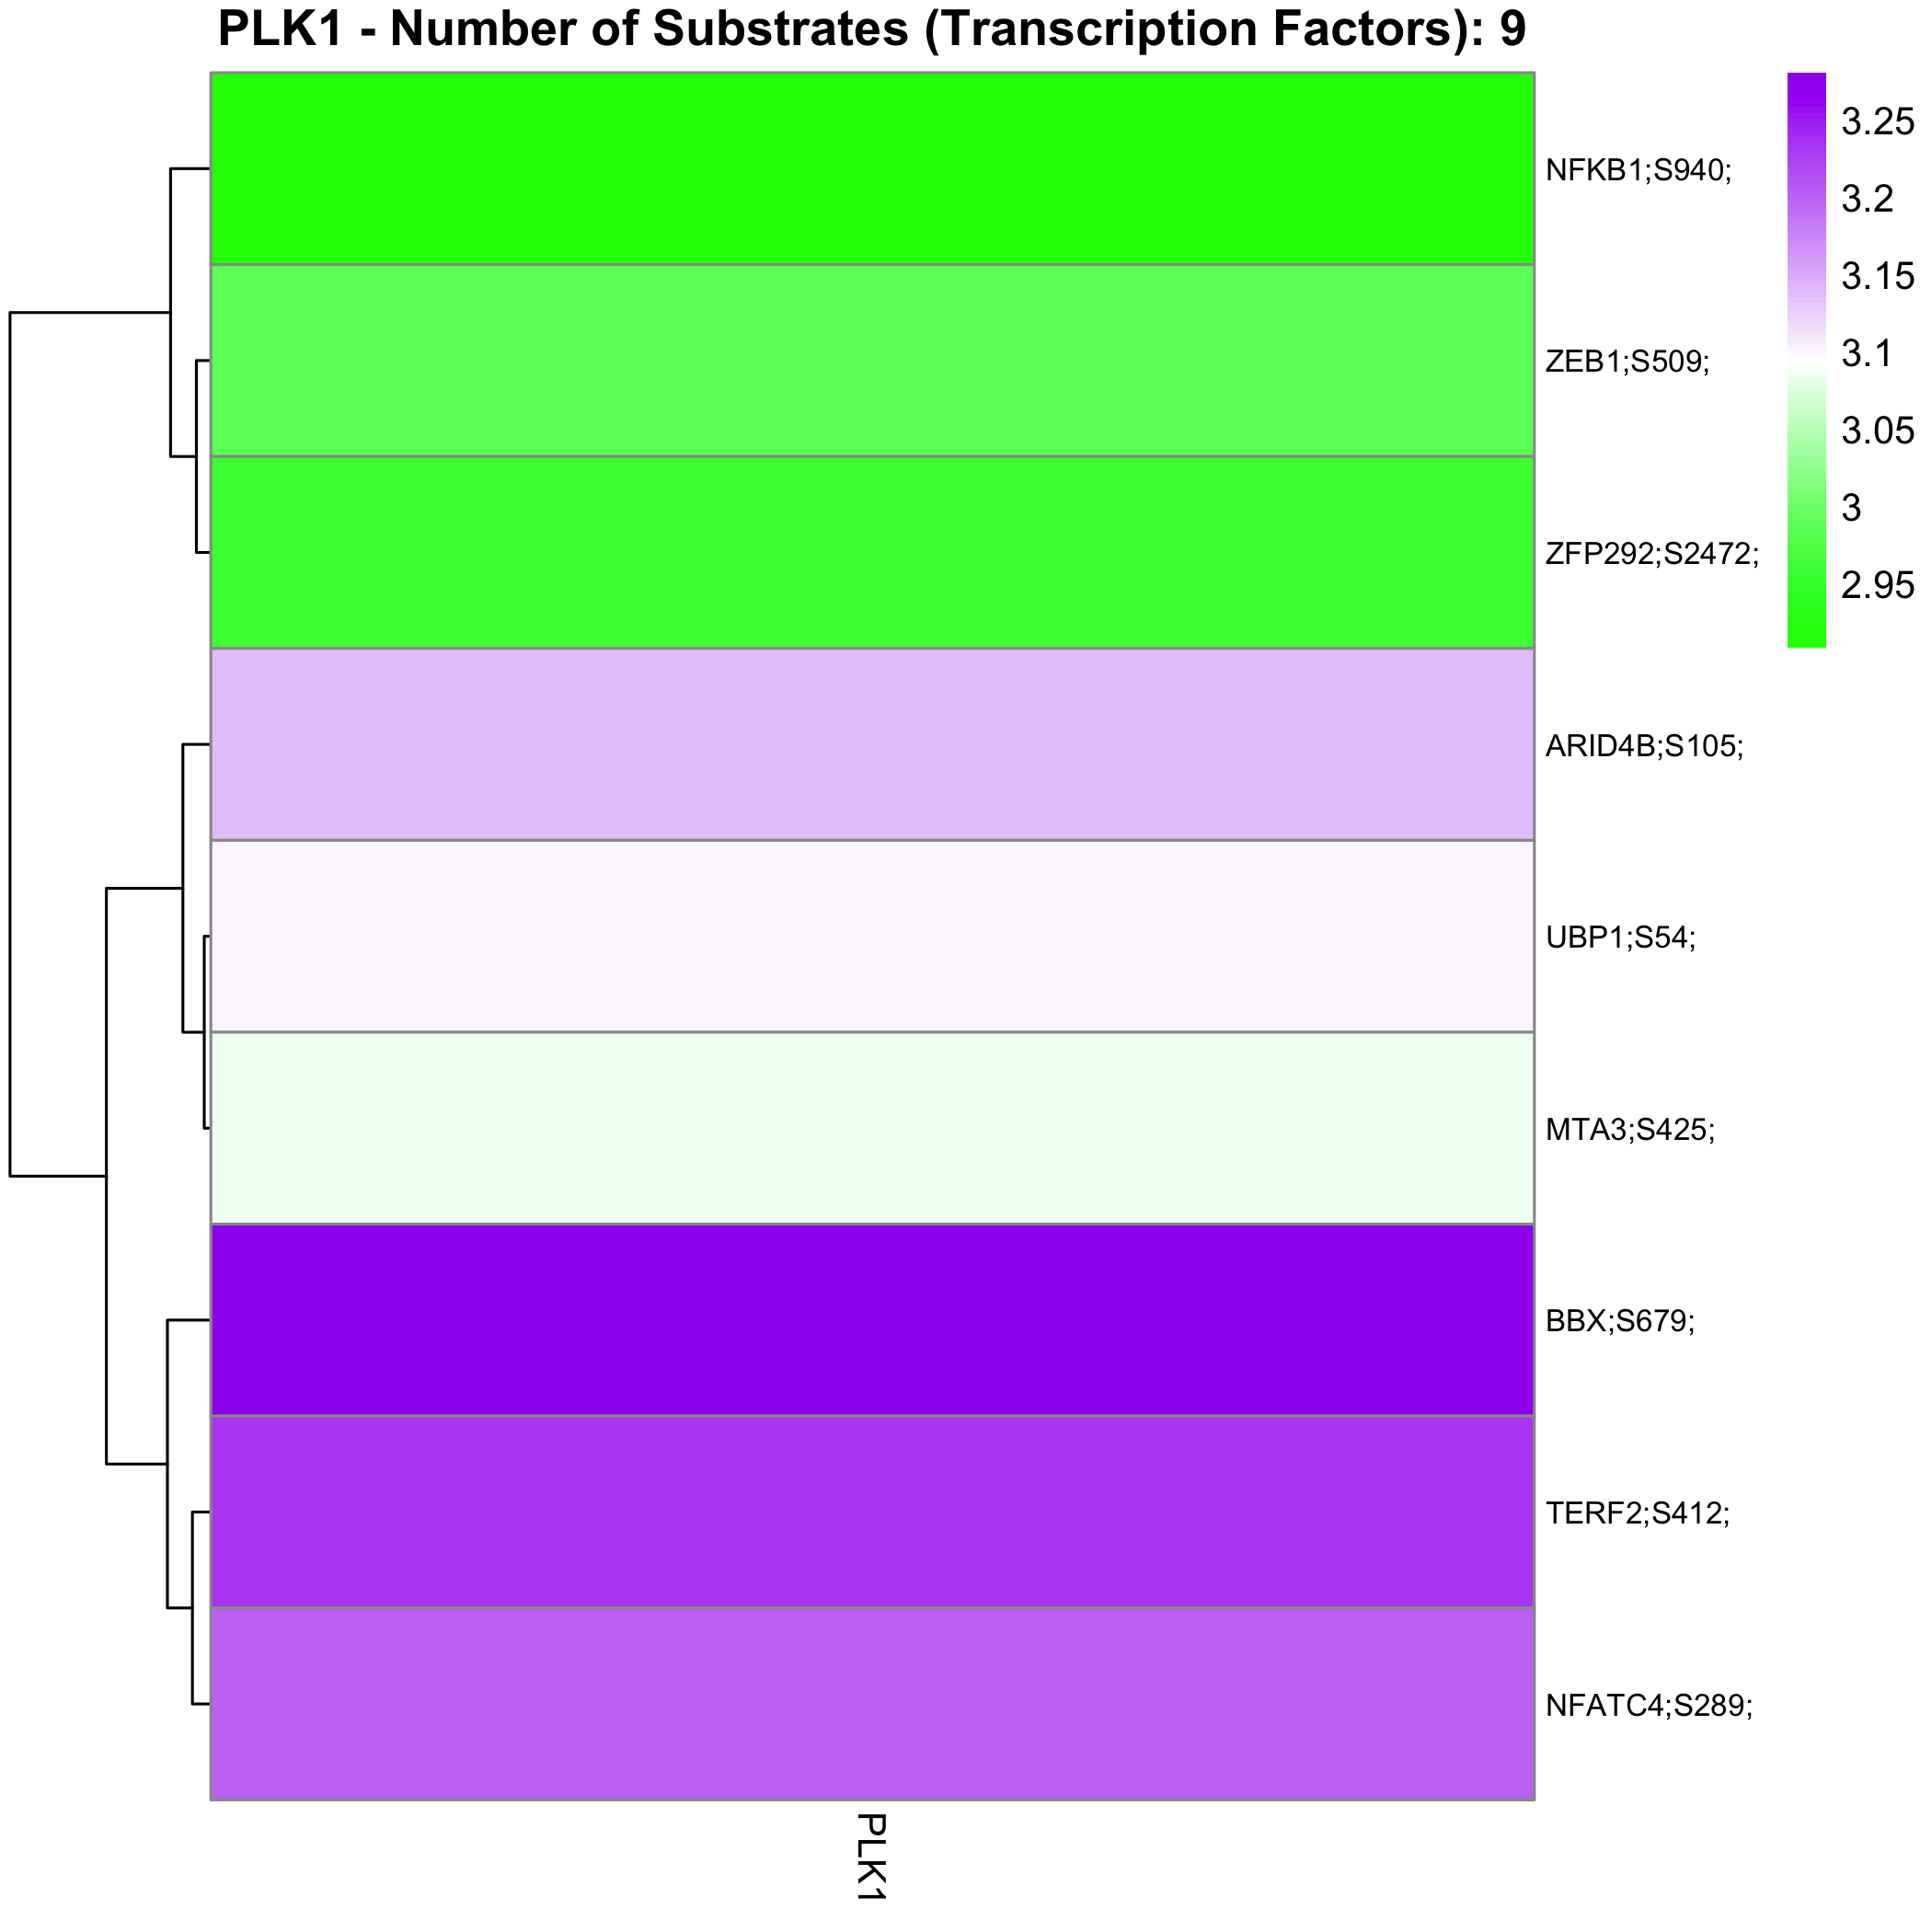 PLK1 - Number of Substrates (Transcription Factors): 9
NFKB1;S940;
ZEB1;S509;
ZFP292;S2472;
ARID4B;S105;
UBP1;S54;
MTA3;S425;
BBX;S679;
TERF2;S412;
NFATC4;S289;
3.25
3.2
3.15
3.1
3.05
3
2.95
PLK1